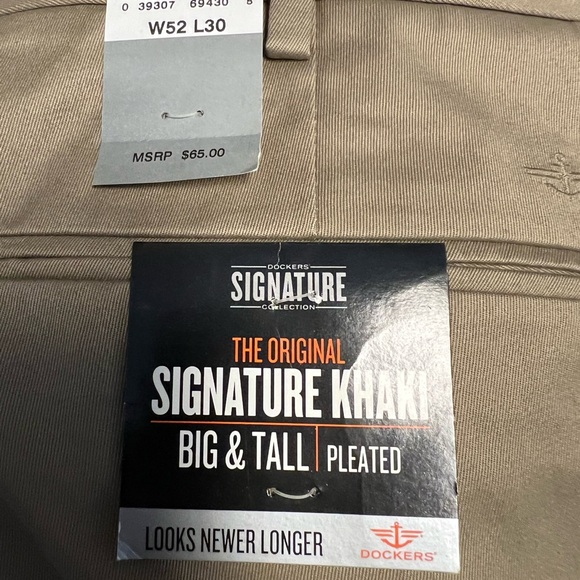 0 39307 69430 5
W52 L30
MSRP $65.00
DOCKERS®
SIGNATURE
COLLECTION
THE ORIGINAL
SIGNATURE KHAKI
BIG & TALL | PLEATED
LOOKS NEWER LONGER
DOCKERS®